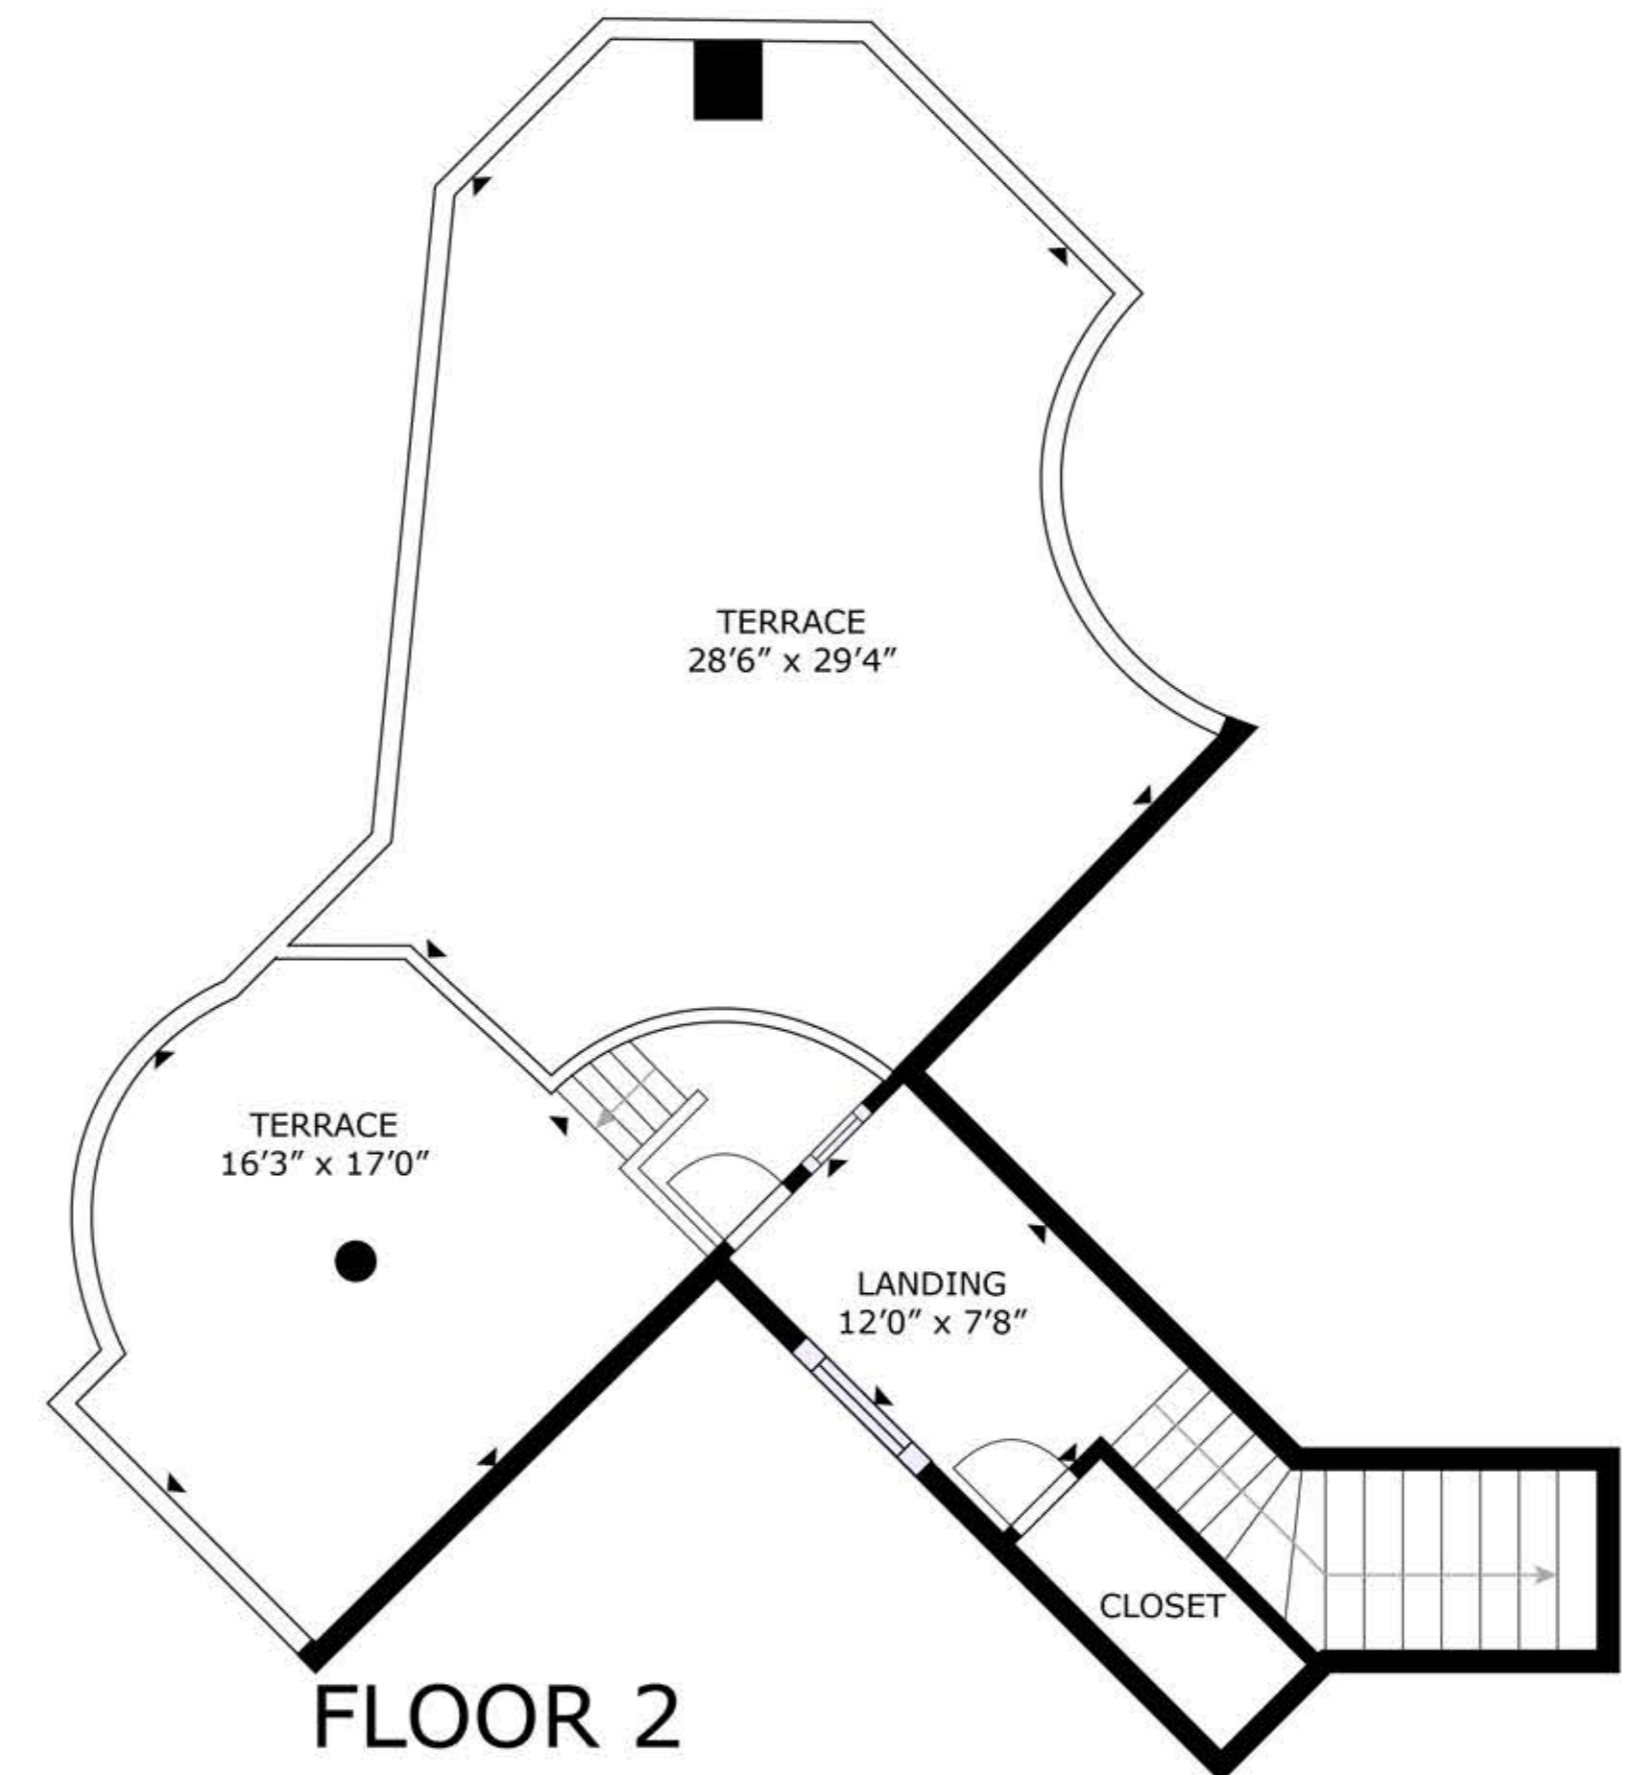 TERRACE
28'6" x 29'4"
TERRACE
16'3" x 17'0"
LANDING
12'0" x 7'8"
CLOSET
FLOOR 2